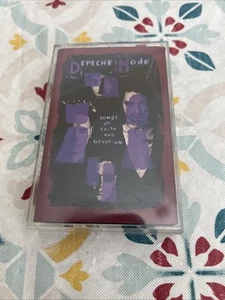 DEPECHE MODE
SONGS
OF
FAITH
AND
DEVOTION